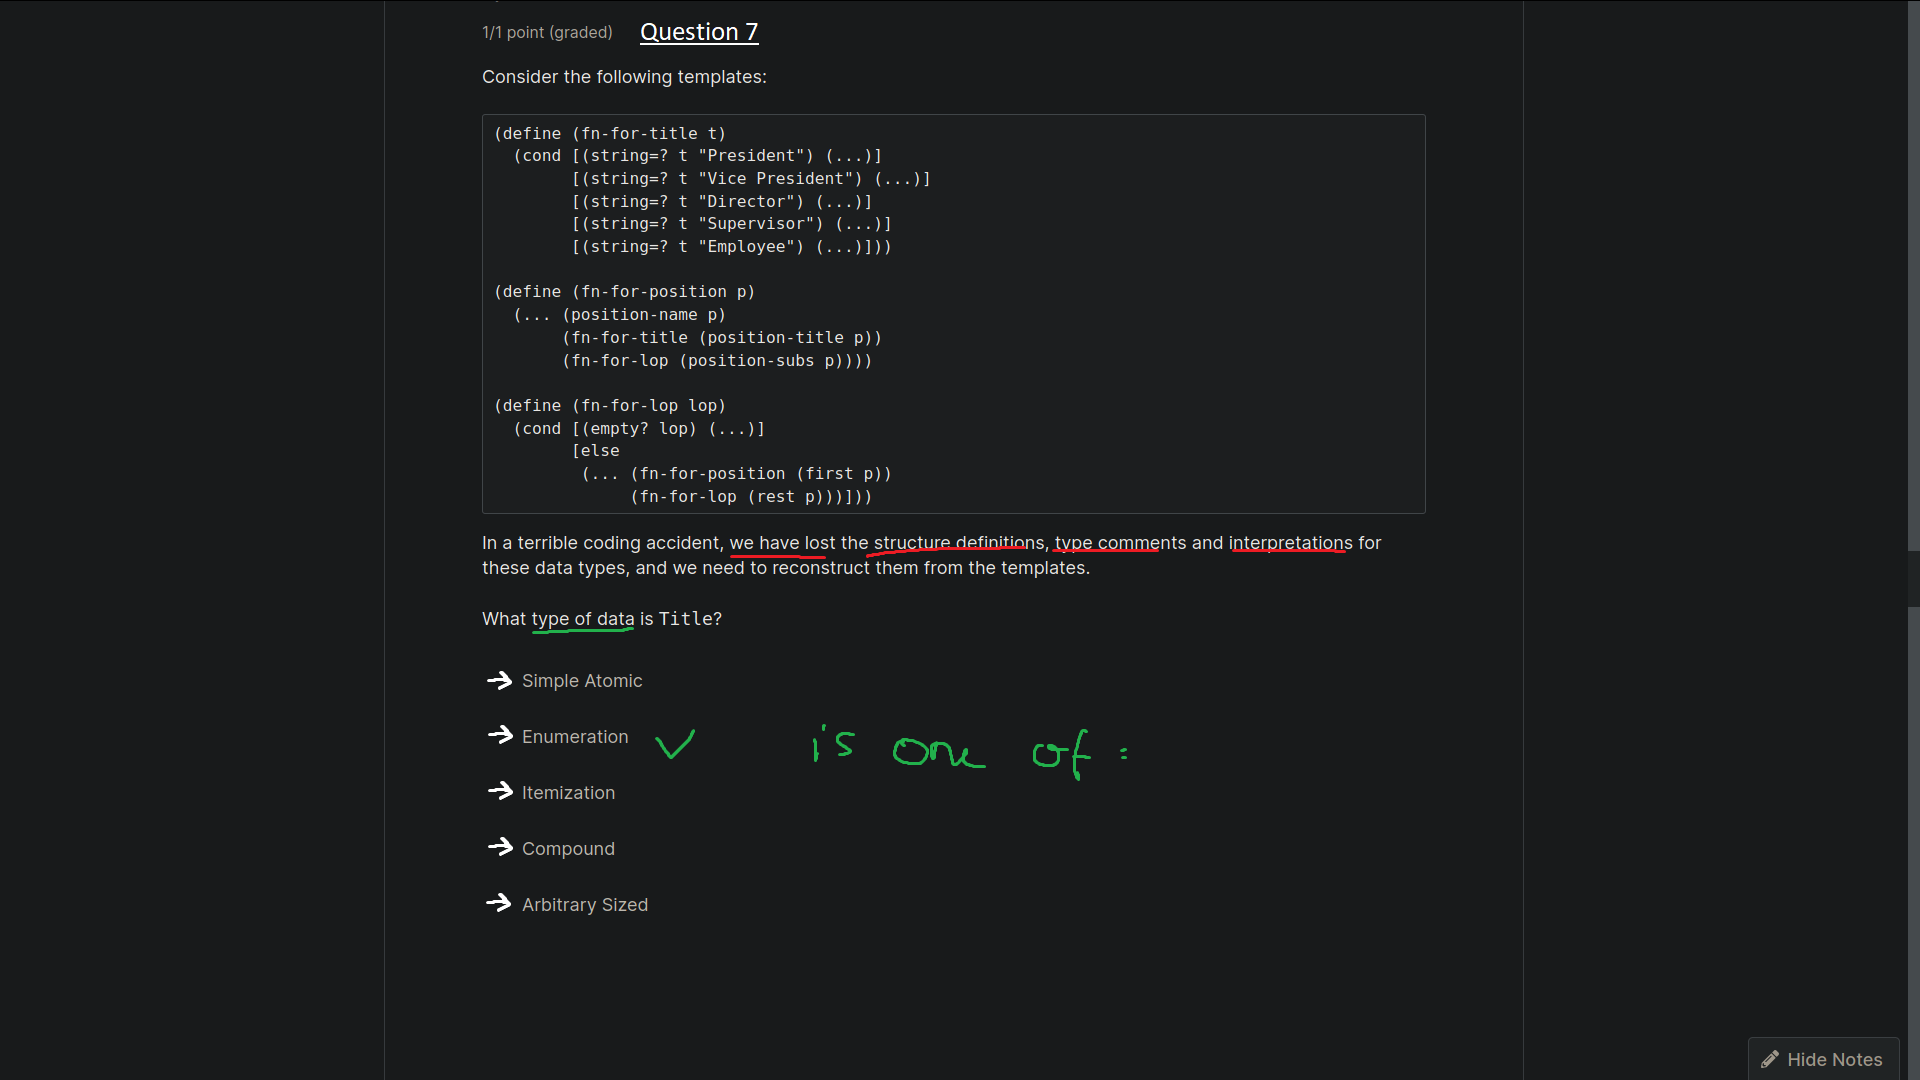 1/1 point (graded) Question 7
Consider the following templates:
(define (fn-for-title t)
  (cond [(string=? t "President") (...)]
        [(string=? t "Vice President") (...)]
        [(string=? t "Director") (...)]
        [(string=? t "Supervisor") (...)]
        [(string=? t "Employee") (...)]))
(define (fn-for-position p)
  (... (position-name p)
       (fn-for-title (position-title p))
       (fn-for-lop (position-subs p))))
(define (fn-for-lop lop)
  (cond [(empty? lop) (...)]
        [else
         (... (fn-for-position (first p))
              (fn-for-lop (rest p)))]))
In a terrible coding accident, we have lost the structure definitions, type comments and interpretations for
these data types, and we need to reconstruct them from the templates.
What type of data is Title?
→ Simple Atomic
→ Enumeration ✓ is one of :
→ Itemization
→ Compound
→ Arbitrary Sized
Hide Notes